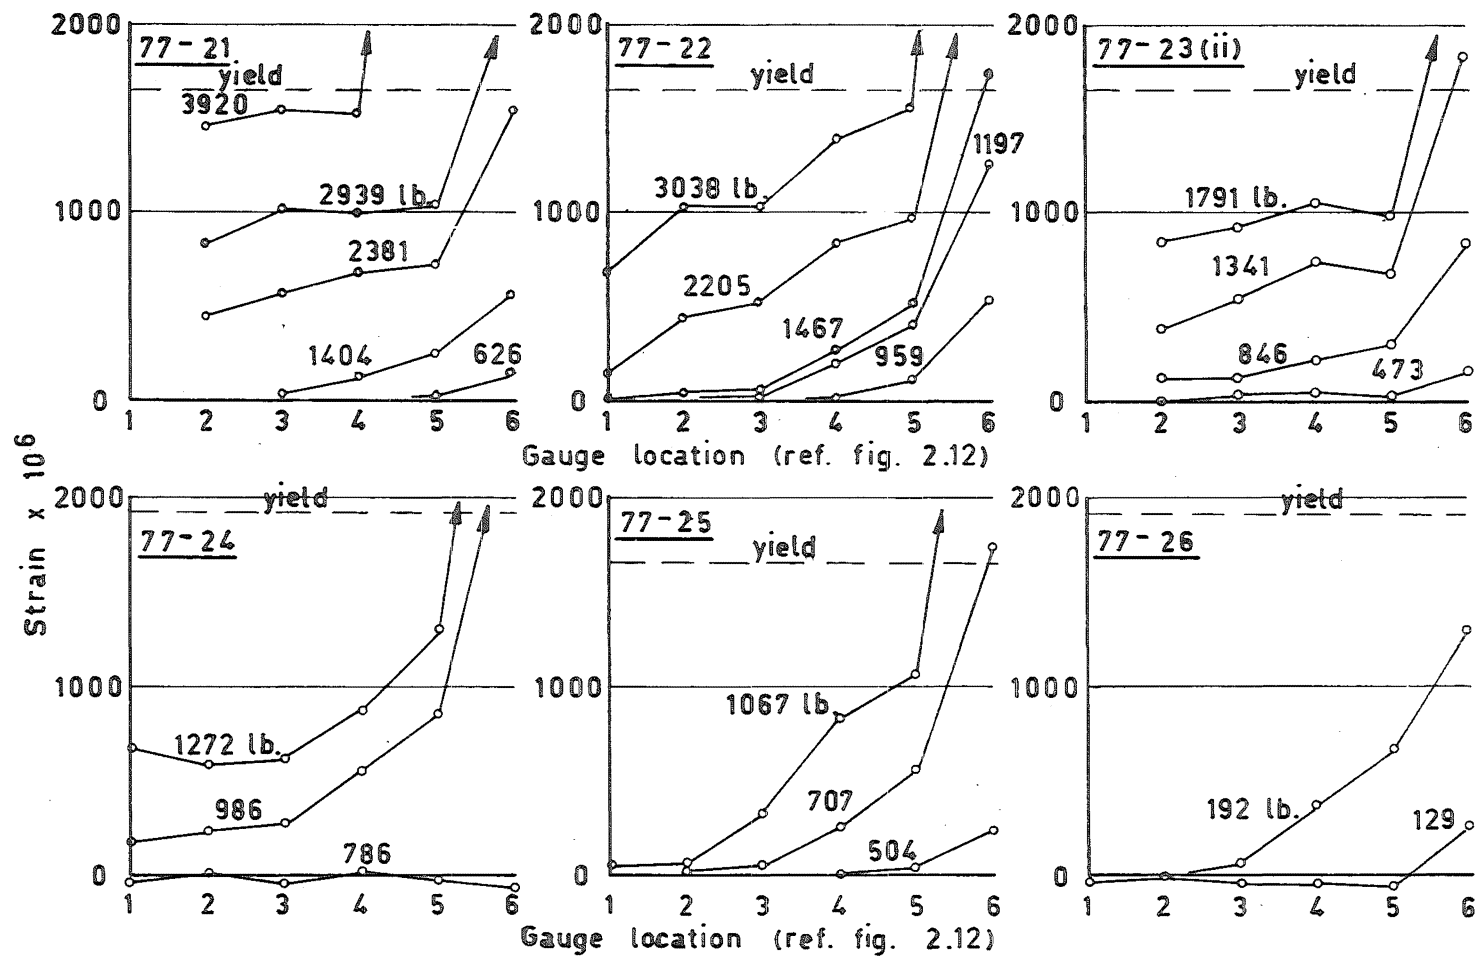 2000
77-21
yield
3920
2939 lb.
1000
2381
1404
626
0
1 2 3 4 5 6
2000
77-22
yield
1197
3038 lb.
1000
2205
1467
959
0
1 2 3 4 5 6
2000
77-23(ii)
yield
1791 lb.
1000
1341
846
473
0
1 2 3 4 5 6
Gauge location (ref. fig. 2.12)
Strain x 10⁶
2000
yield
77-24
1000
1272 lb.
986
786
0
1 2 3 4 5 6
2000
77-25
yield
1000
1067 lb.
707
504
0
1 2 3 4 5 6
2000
yield
77-26
1000
192 lb.
129
0
1 2 3 4 5 6
Gauge location (ref. fig. 2.12)